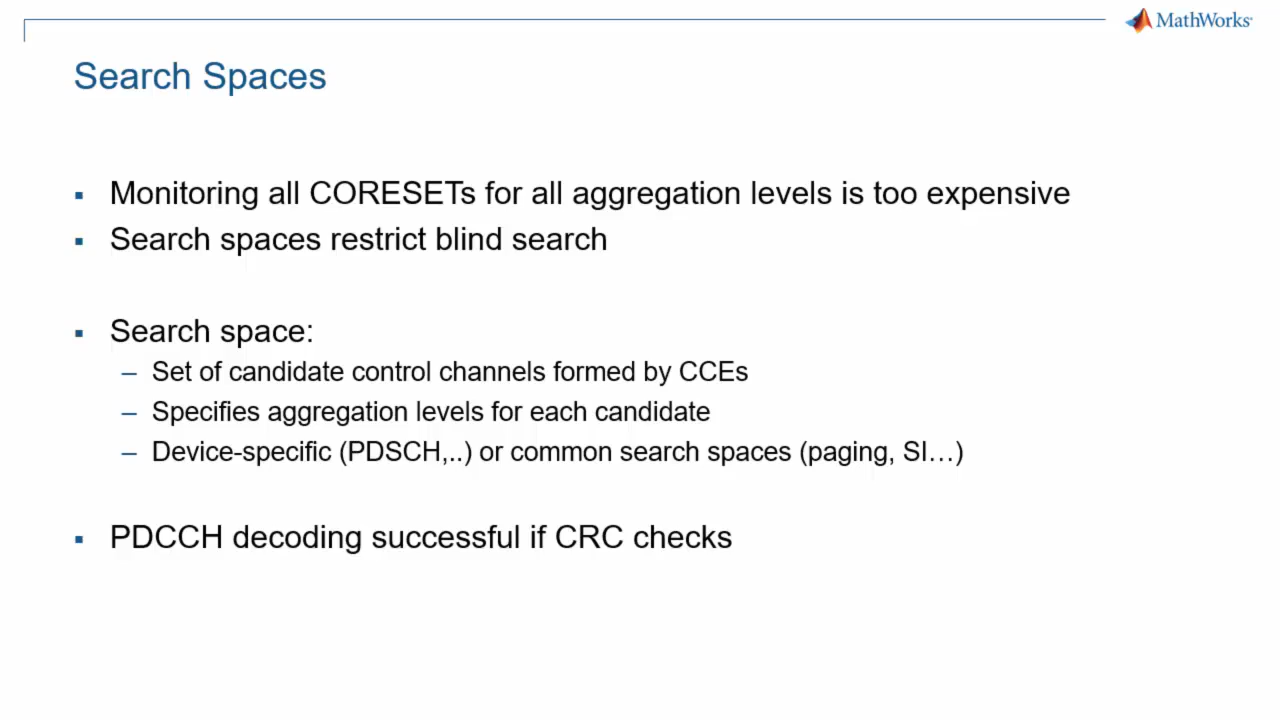 MathWorks
Search Spaces
▪ Monitoring all CORESETs for all aggregation levels is too expensive
▪ Search spaces restrict blind search
▪ Search space:
– Set of candidate control channels formed by CCEs
– Specifies aggregation levels for each candidate
– Device-specific (PDSCH,..) or common search spaces (paging, SI…)
▪ PDCCH decoding successful if CRC checks